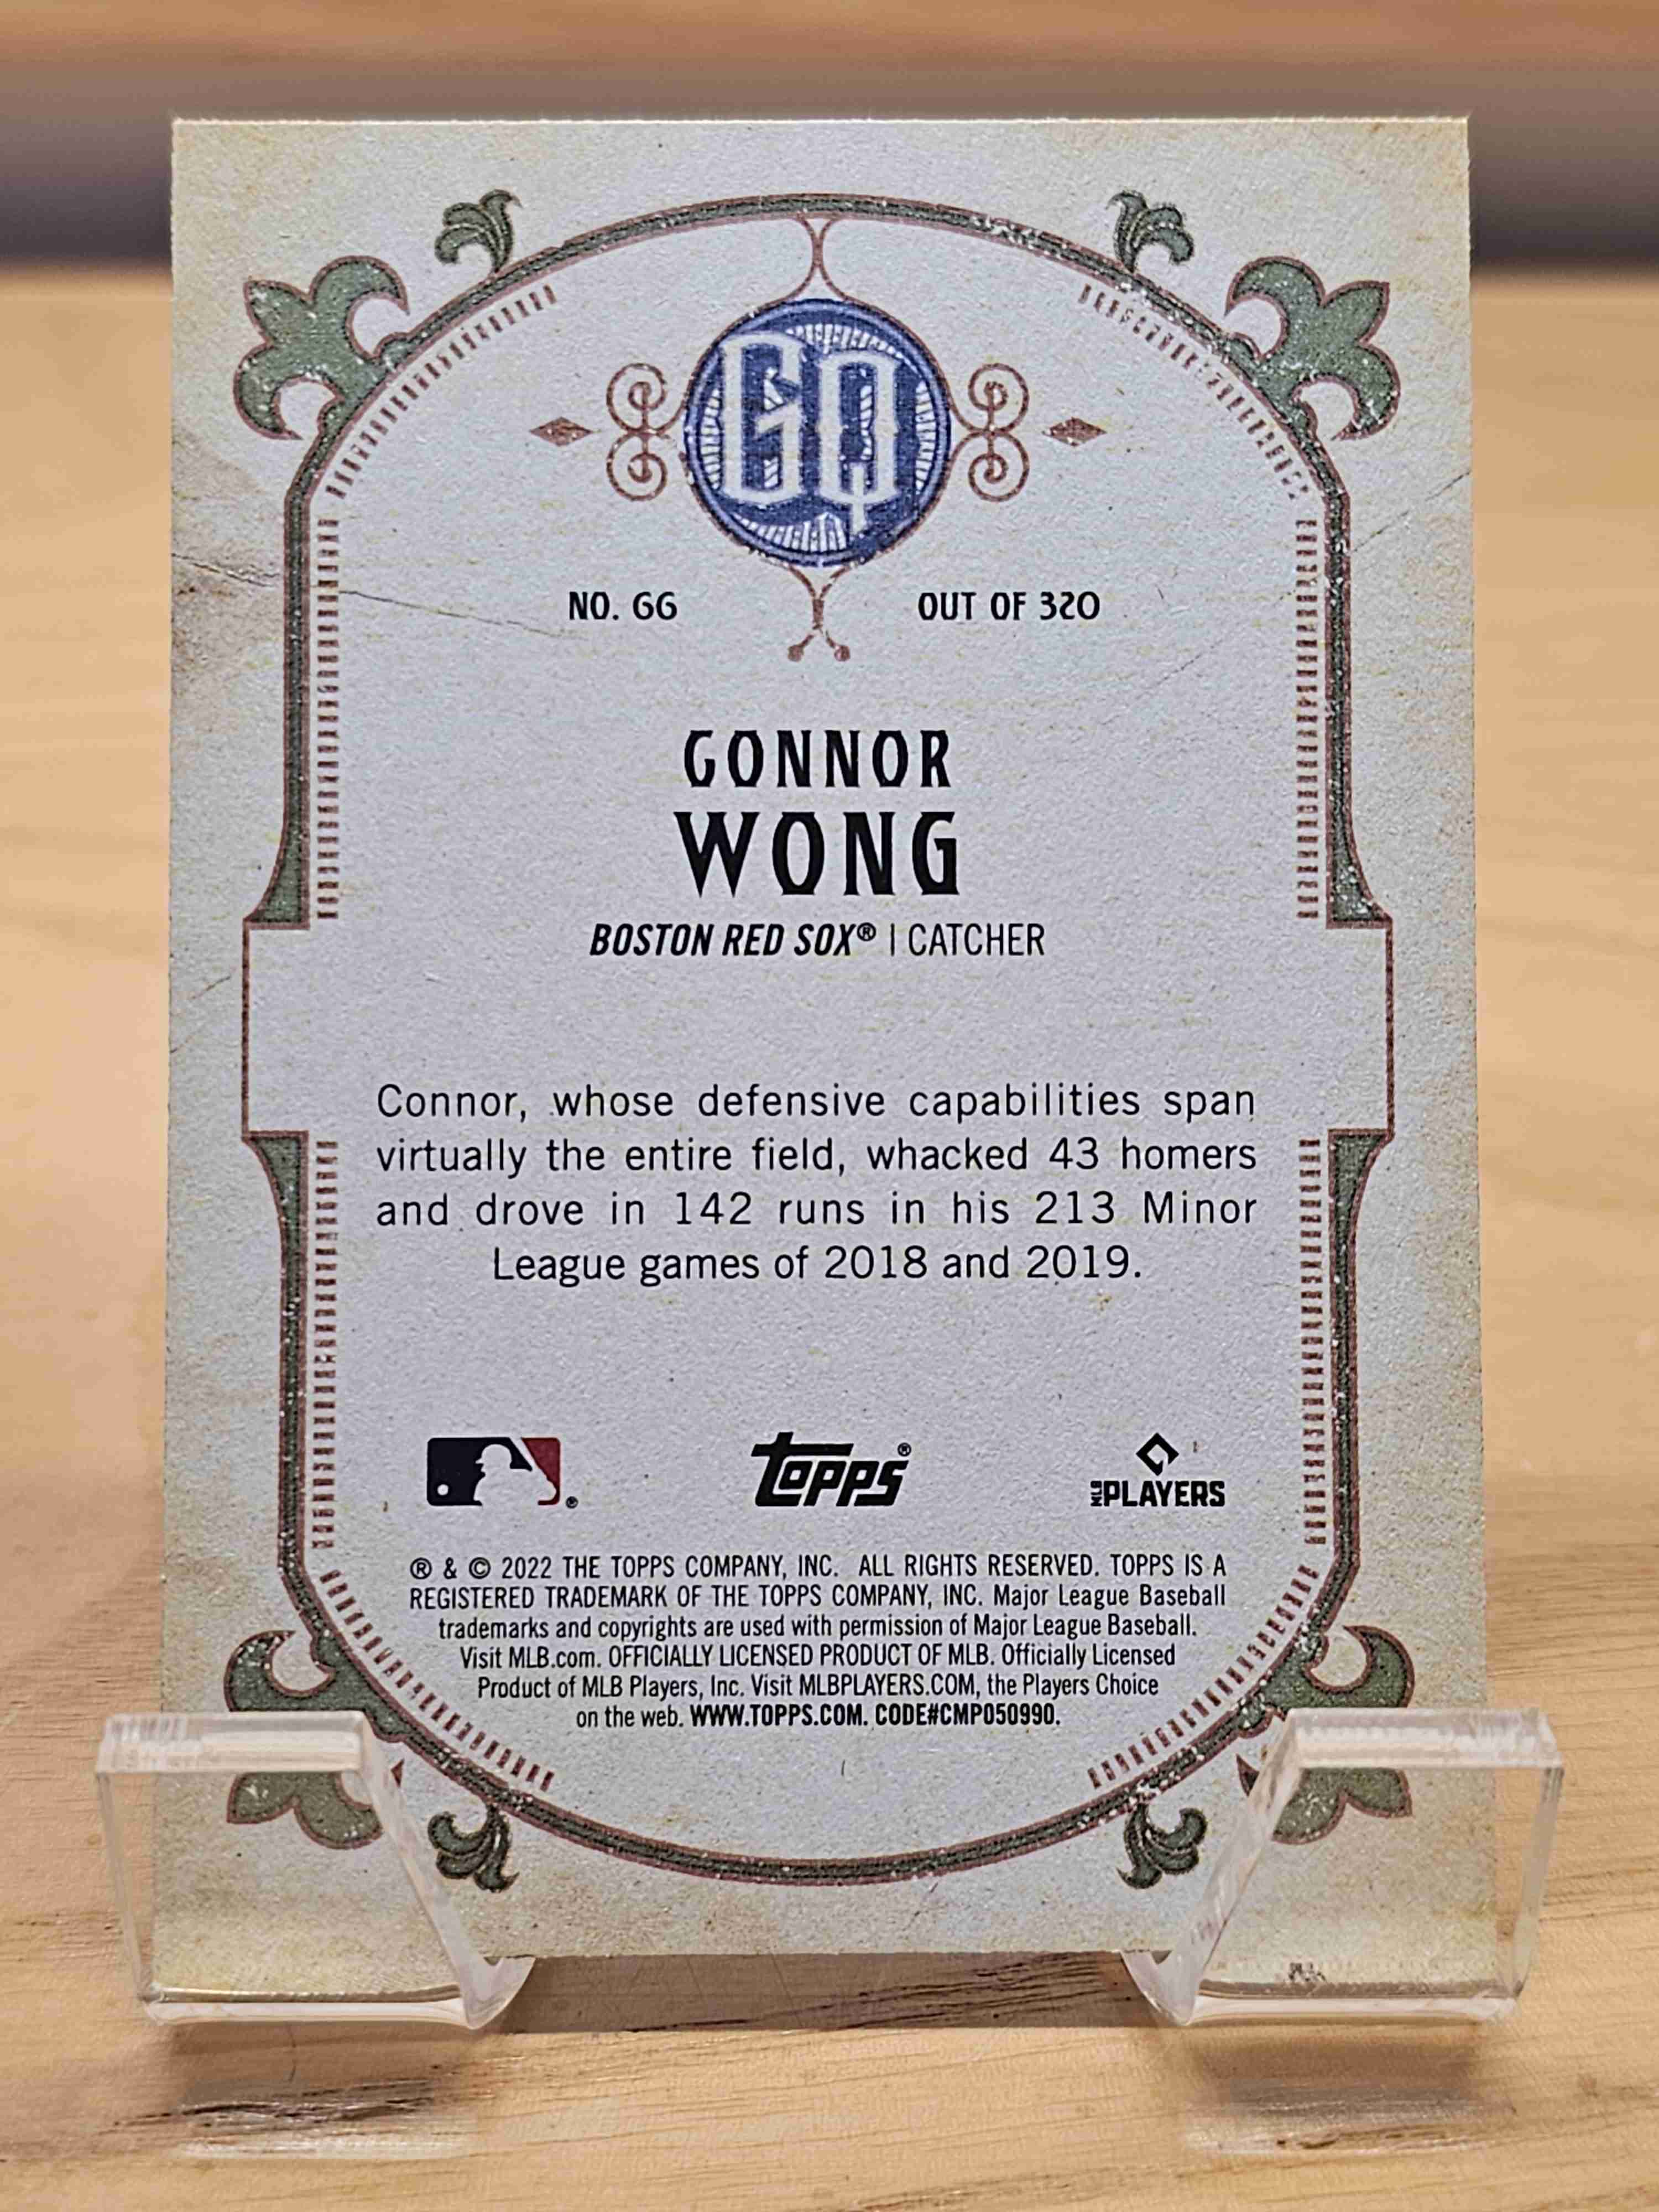 GQ
NO. 66 OUT OF 320
CONNOR
WONG
BOSTON RED SOX® | CATCHER
Connor, whose defensive capabilities span
virtually the entire field, whacked 43 homers
and drove in 142 runs in his 213 Minor
League games of 2018 and 2019.
® Topps® MLB PLAYERS
® & © 2022 THE TOPPS COMPANY, INC. ALL RIGHTS RESERVED. TOPPS IS A
REGISTERED TRADEMARK OF THE TOPPS COMPANY, INC. Major League Baseball
trademarks and copyrights are used with permission of Major League Baseball.
Visit MLB.com. OFFICIALLY LICENSED PRODUCT OF MLB. Officially Licensed
Product of MLB Players, Inc. Visit MLBPLAYERS.COM, the Players Choice
on the web. WWW.TOPPS.COM. CODE#CMP050990.